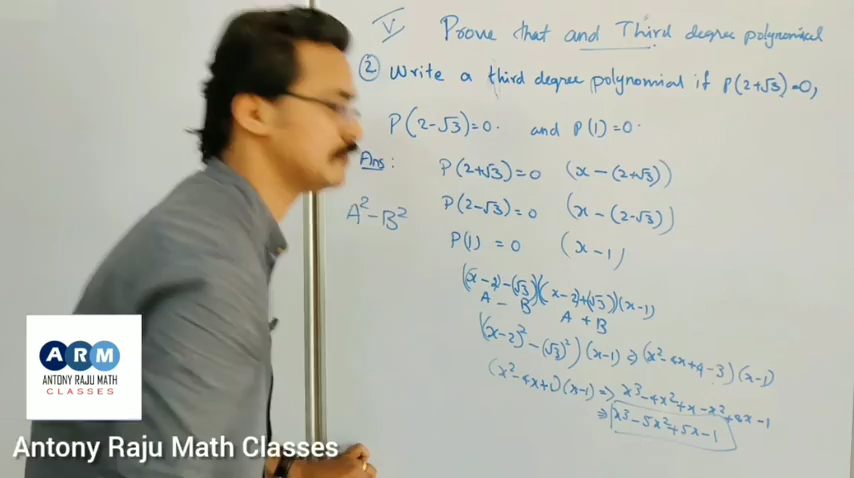 V Prove that and Third degree polynomical
② Write a third degree polynomial if P(2+√3)=0,
P(2-√3)=0. and P(1)=0.
Ans: P(2+√3)=0 (x-(2+√3))
P(2-√3)=0 (x-(2-√3))
A²-B²
P(1) = 0 (x-1)
((x-2)-(√3))(x-2)+(√3))(x-1)
A - B A + B
((x-2)²-(√3)²)(x-1) ⇒ (x²-4x+4-3)(x-1)
(x²-4x+1)(x-1) ⇒ x³-4x²+x-x²+4x-1
⇒ x³-5x²+5x-1
ARM
ANTONY RAJU MATH
CLASSES
Antony Raju Math Classes